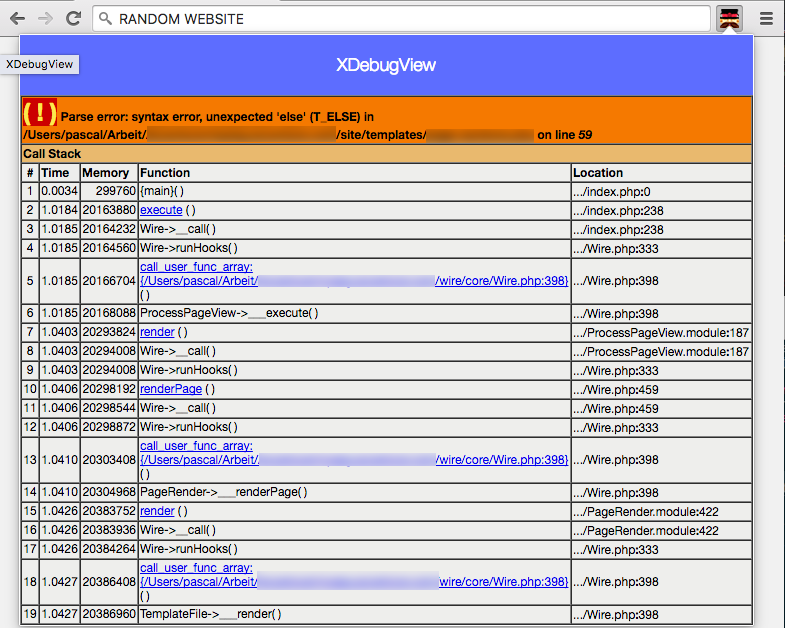 RANDOM WEBSITE
XDebugView
XDebugView
(!) Parse error: syntax error, unexpected 'else' (T_ELSE) in
/Users/pascal/Arbeit/ /site/templates/ on line 59
Call Stack
# Time Memory Function Location
1 0.0034 299760 {main}( ) .../index.php:0
2 1.0184 20163880 execute ( ) .../index.php:238
3 1.0185 20164232 Wire->__call( ) .../index.php:238
4 1.0185 20164560 Wire->runHooks( ) .../Wire.php:333
call_user_func_array:
5 1.0185 20166704 {/Users/pascal/Arbeit/ /wire/core/Wire.php:398} .../Wire.php:398
( )
6 1.0185 20168088 ProcessPageView->___execute( ) .../Wire.php:398
7 1.0403 20293824 render ( ) .../ProcessPageView.module:187
8 1.0403 20294008 Wire->__call( ) .../ProcessPageView.module:187
9 1.0403 20294008 Wire->runHooks( ) .../Wire.php:333
10 1.0406 20298192 renderPage ( ) .../Wire.php:459
11 1.0406 20298544 Wire->__call( ) .../Wire.php:459
12 1.0406 20298872 Wire->runHooks( ) .../Wire.php:333
call_user_func_array:
13 1.0410 20303408 {/Users/pascal/Arbeit/ /wire/core/Wire.php:398} .../Wire.php:398
( )
14 1.0410 20304968 PageRender->___renderPage( ) .../Wire.php:398
15 1.0426 20383752 render ( ) .../PageRender.module:422
16 1.0426 20383936 Wire->__call( ) .../PageRender.module:422
17 1.0426 20384264 Wire->runHooks( ) .../Wire.php:333
call_user_func_array:
18 1.0427 20386408 {/Users/pascal/Arbeit/ wire/core/Wire.php:398} .../Wire.php:398
( )
19 1.0427 20386960 TemplateFile->___render( ) .../Wire.php:398